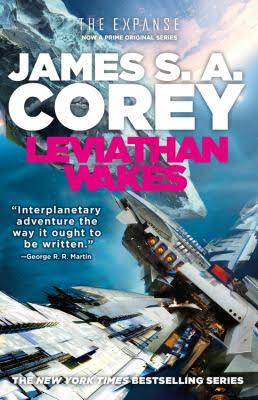 THE EXPANSE
NOW A PRIME ORIGINAL SERIES
JAMES S. A.
COREY
LEVIATHAN
WAKES
“Interplanetary
adventure the
way it ought to
be written.”
—George R. R. Martin
THE NEW YORK TIMES BESTSELLING SERIES